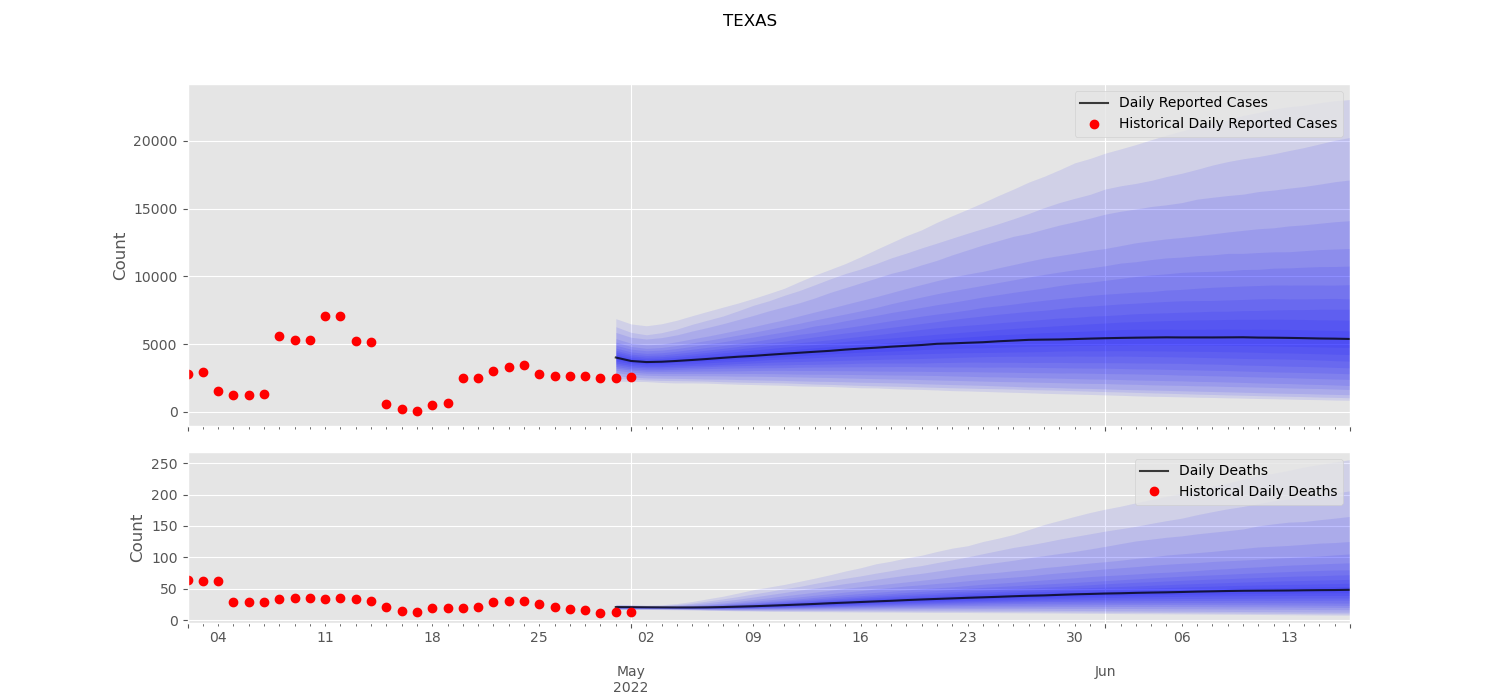 TEXAS
Daily Reported Cases
Historical Daily Reported Cases
20000
15000
10000
5000
0
Count
Daily Deaths
Historical Daily Deaths
250
200
150
100
50
0
Count
04 11 18 25 02 09 16 23 30 06 13
May Jun
2022